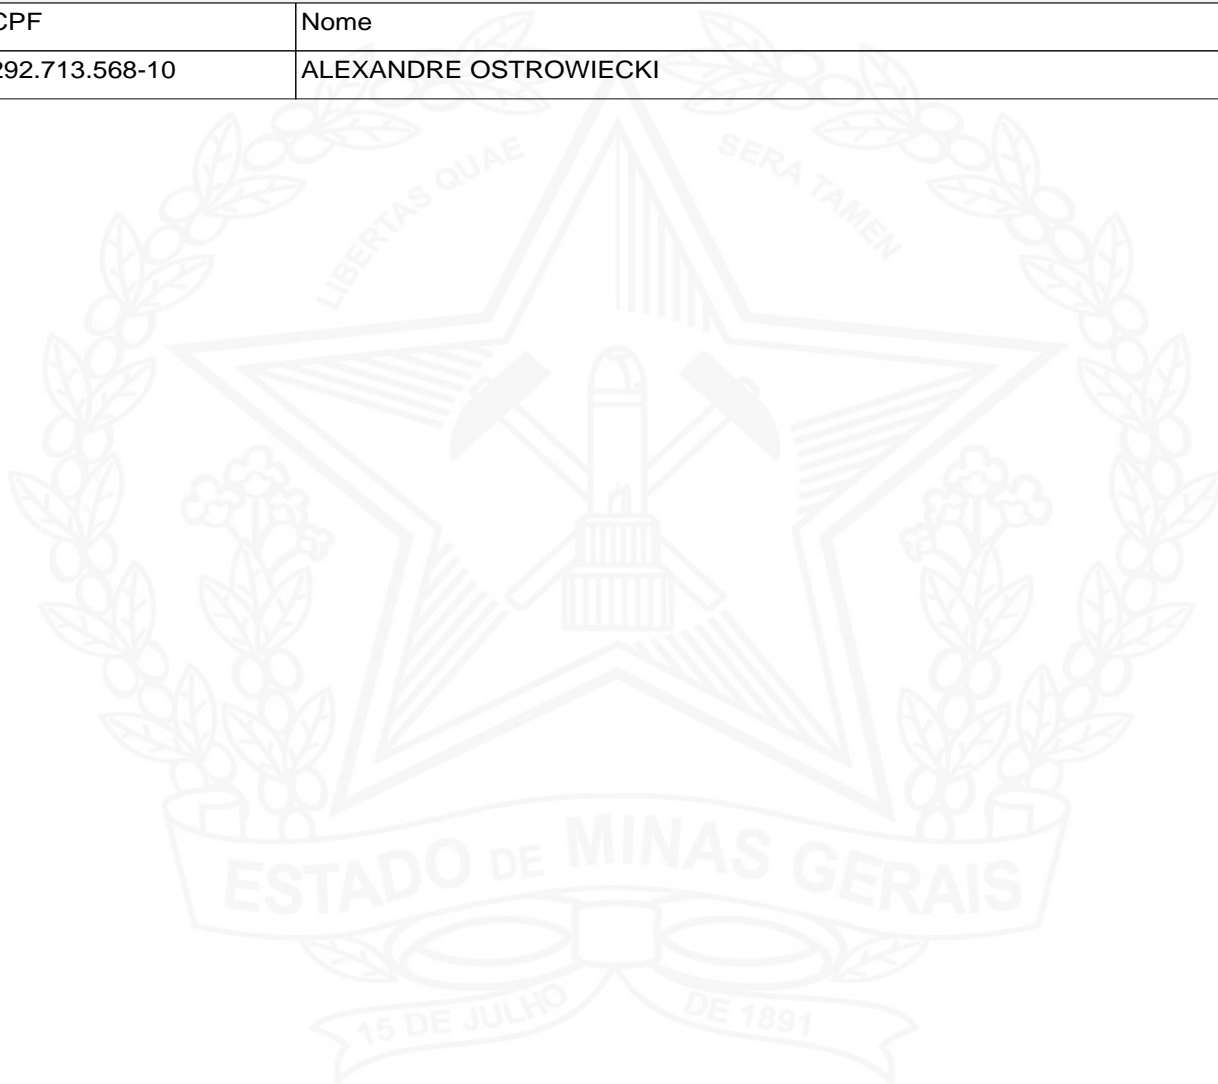 CPF Nome
292.713.568-10 ALEXANDRE OSTROWIECKI
LIBERTAS QUAE SERA TAMEN
ESTADO DE MINAS GERAIS
15 DE JULHO DE 1891